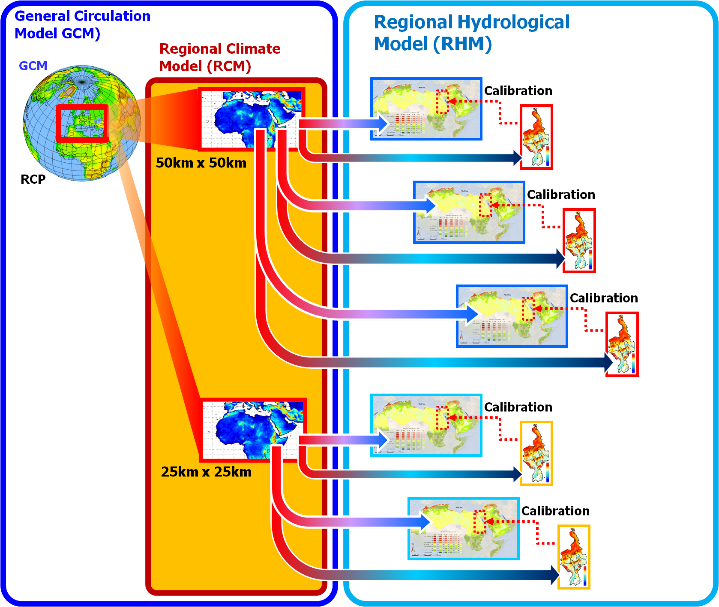 General Circulation
Model GCM)
GCM
RCP
Regional Climate
Model (RCM)
50km x 50km
25km x 25km
Regional Hydrological
Model (RHM)
Calibration
Calibration
Calibration
Calibration
Calibration